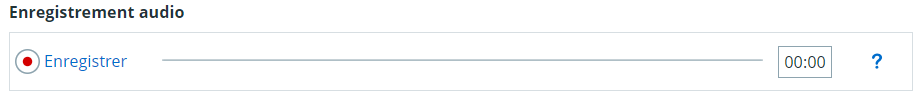 Enregistrement audio
Enregistrer 00:00 ?